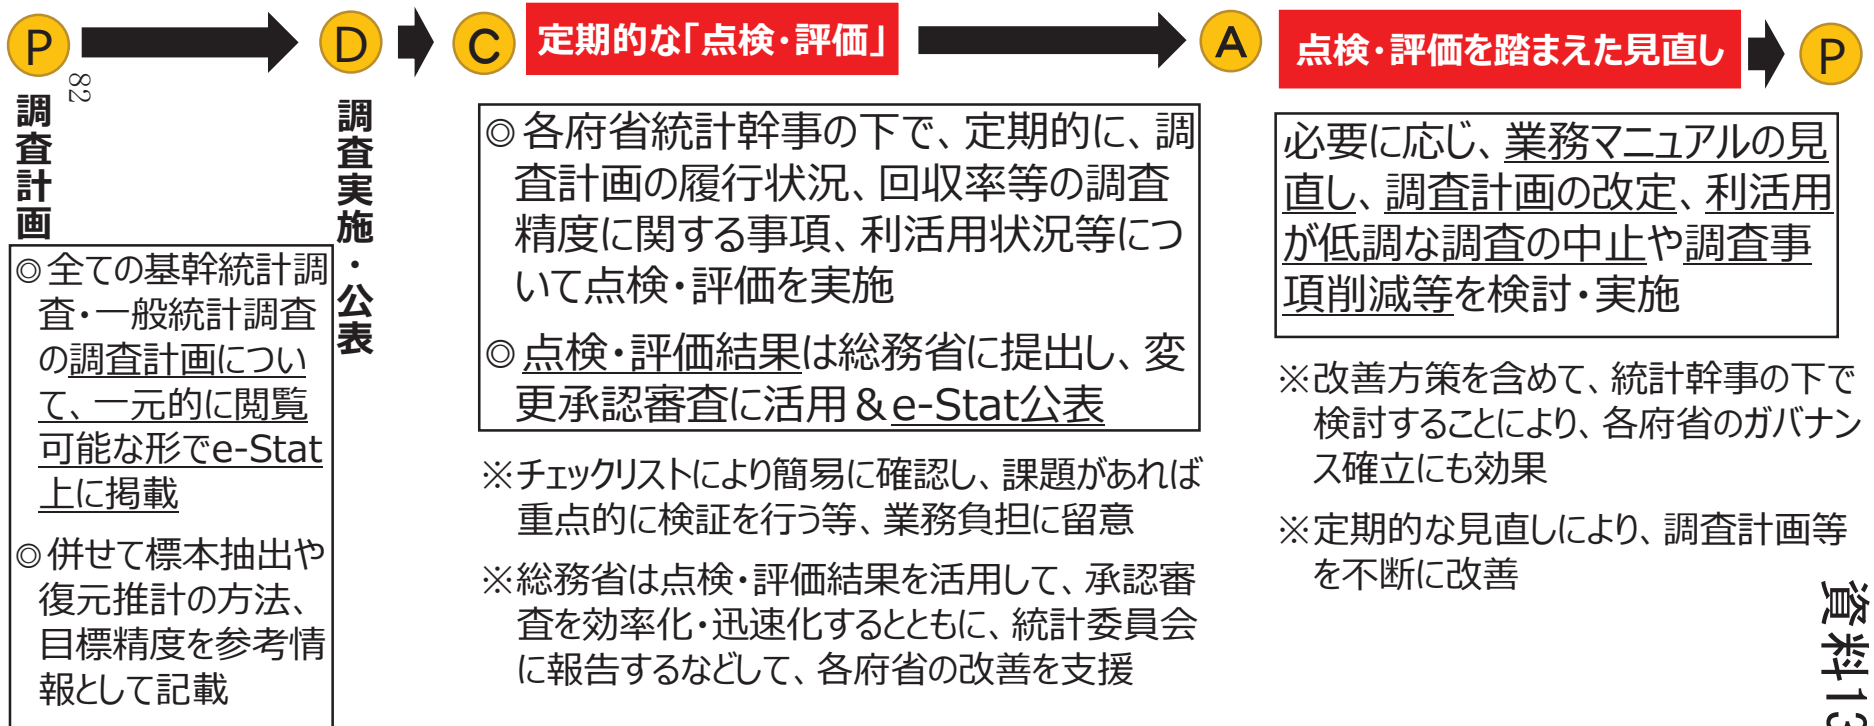 P
82
調査計画
◎全ての基幹統計調
査・一般統計調査
の調査計画につい
て、一元的に閲覧
可能な形でe-Stat
上に掲載
◎併せて標本抽出や
復元推計の方法、
目標精度を参考情
報として記載
D
調査実施・公表
C
定期的な「点検・評価」
◎各府省統計幹事の下で、定期的に、調
査計画の履行状況、回収率等の調査
精度に関する事項、利活用状況等につ
いて点検・評価を実施
◎点検・評価結果は総務省に提出し、変
更承認審査に活用＆e-Stat公表
※チェックリストにより簡易に確認し、課題があれば
重点的に検証を行う等、業務負担に留意
※総務省は点検・評価結果を活用して、承認審
査を効率化・迅速化するとともに、統計委員会
に報告するなどして、各府省の改善を支援
A
点検・評価を踏まえた見直し
必要に応じ、業務マニュアルの見
直し、調査計画の改定、利活用
が低調な調査の中止や調査事
項削減等を検討・実施
※改善方策を含めて、統計幹事の下で
検討することにより、各府省のガバナン
ス確立にも効果
※定期的な見直しにより、調査計画等
を不断に改善
P
資料13